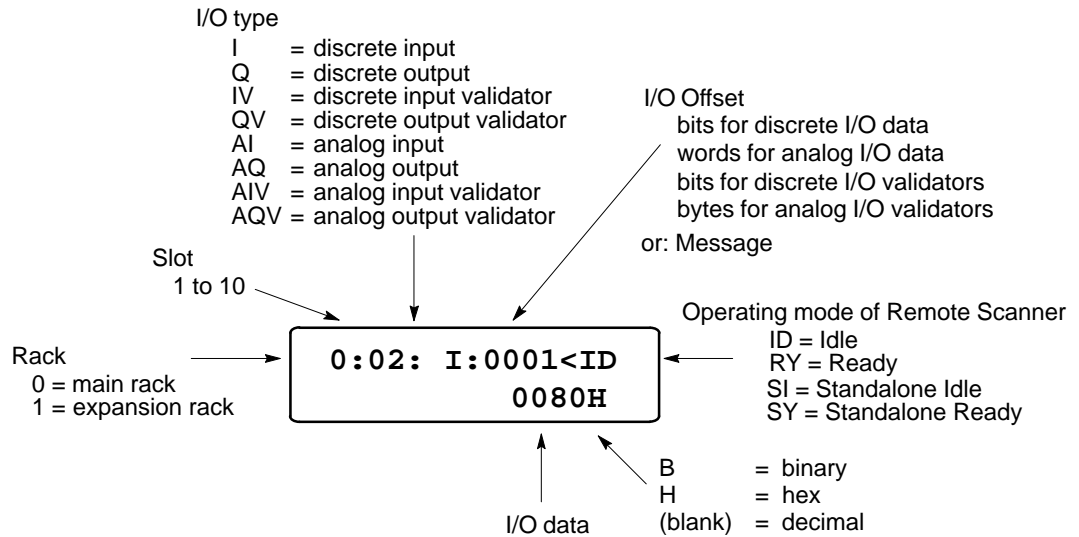 I/O type
I = discrete input
Q = discrete output
IV = discrete input validator
QV = discrete output validator
AI = analog input
AQ = analog output
AIV = analog input validator
AQV = analog output validator
I/O Offset
bits for discrete I/O data
words for analog I/O data
bits for discrete I/O validators
bytes for analog I/O validators
or: Message
Slot
1 to 10
Operating mode of Remote Scanner
ID = Idle
RY = Ready
SI = Standalone Idle
SY = Standalone Ready
Rack
0 = main rack
1 = expansion rack
0:02: I:0001<ID
0080H
B = binary
H = hex
(blank) = decimal
I/O data